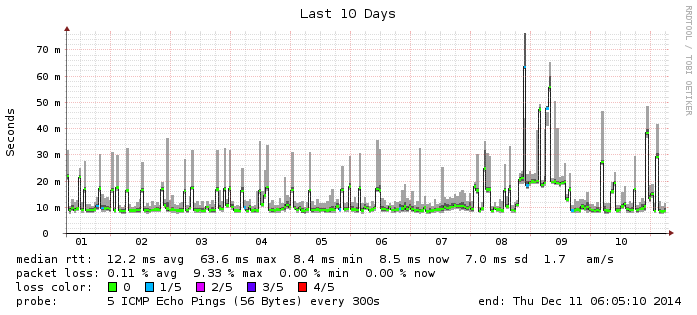 Last 10 Days
RRDTOOL / TOBI OETIKER
Seconds
70 m
60 m
50 m
40 m
30 m
20 m
10 m
0
01 02 03 04 05 06 07 08 09 10
median rtt: 12.2 ms avg 63.6 ms max 8.4 ms min 8.5 ms now 7.0 ms sd 1.7 am/s
packet loss: 0.11 % avg 9.33 % max 0.00 % min 0.00 % now
loss color: 0 1/5 2/5 3/5 4/5
probe: 5 ICMP Echo Pings (56 Bytes) every 300s end: Thu Dec 11 06:05:10 2014